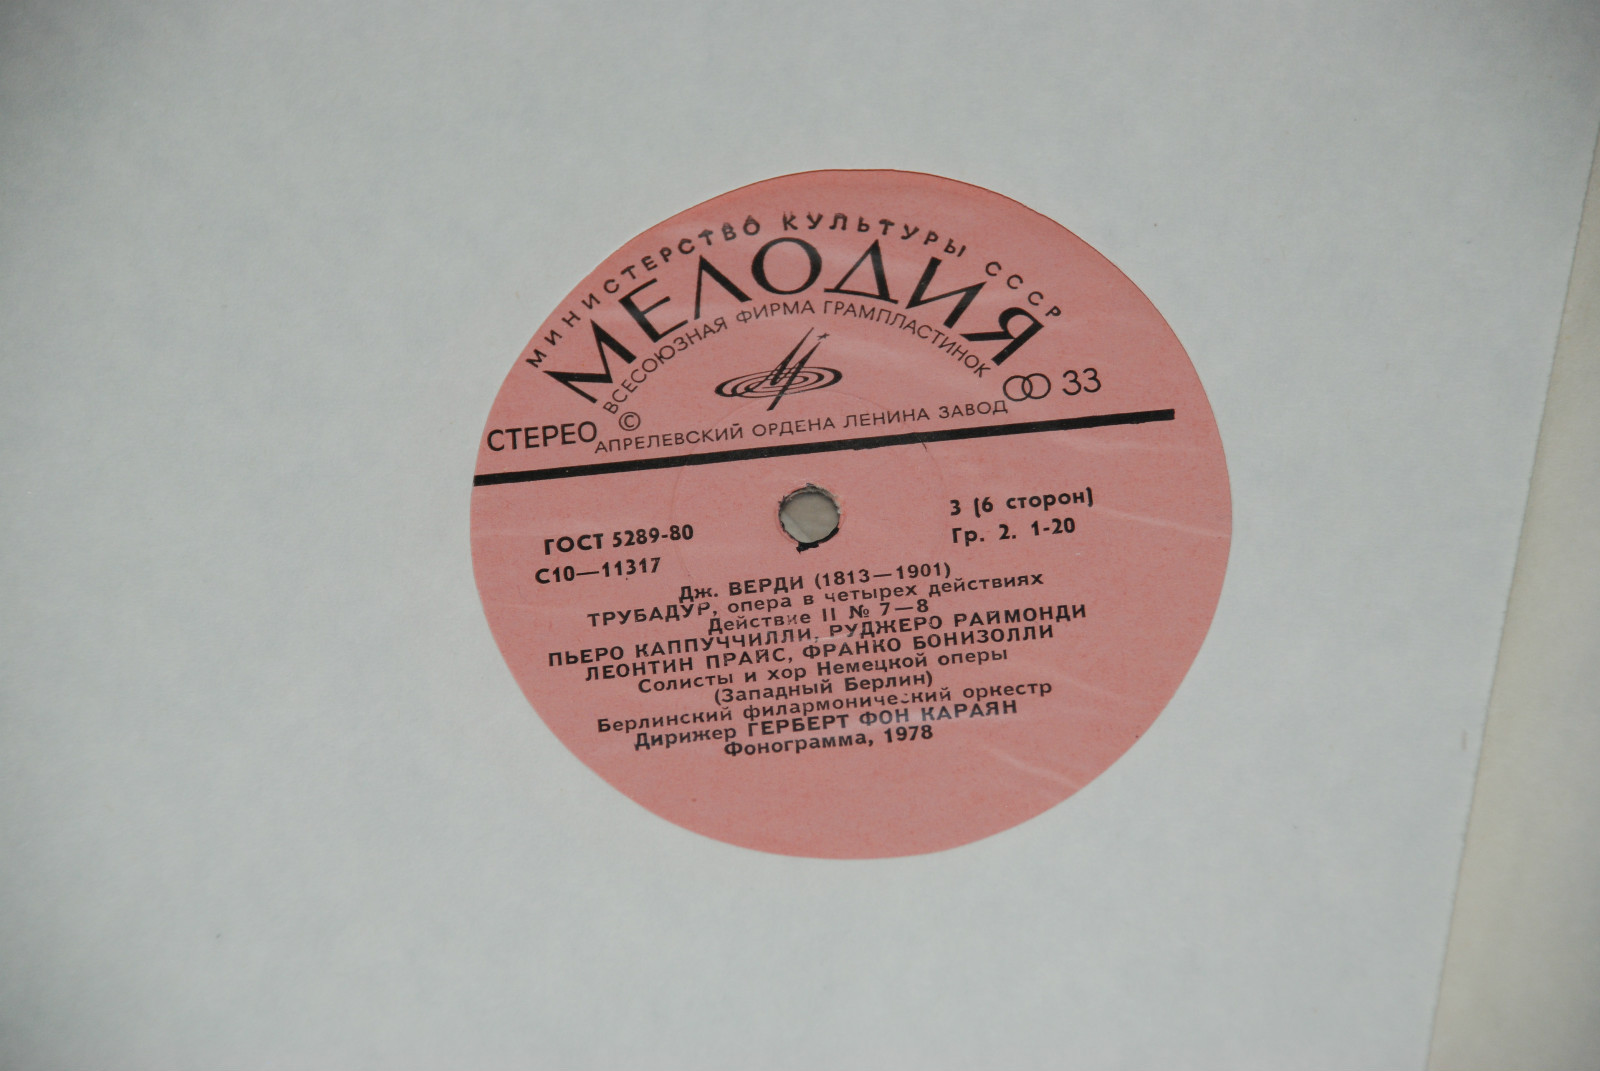 МИНИСТЕРСТВО КУЛЬТУРЫ СССР
МЕЛОДИЯ
ВСЕСОЮЗНАЯ ФИРМА ГРАМПЛАСТИНОК
СТЕРЕО © 33
АПРЕЛЕВСКИЙ ОРДЕНА ЛЕНИНА ЗАВОД
3 (6 сторон)
ГОСТ 5289-80 Гр. 2. 1-20
С10—11317
Дж. ВЕРДИ (1813—1901)
ТРУБАДУР, опера в четырех действиях
Действие II № 7—8
ПЬЕРО КАППУЧЧИЛЛИ, РУДЖЕРО РАЙМОНДИ
ЛЕОНТИН ПРАЙС, ФРАНКО БОНИЗОЛЛИ
Солисты и хор Немецкой оперы
(Западный Берлин)
Берлинский филармонический оркестр
Дирижер ГЕРБЕРТ ФОН КАРАЯН
Фонограмма, 1978